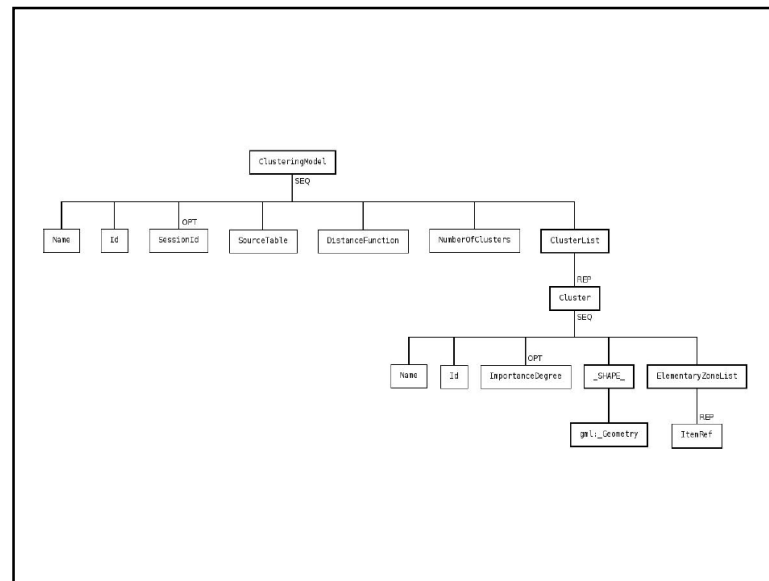 ClusteringModel
SEQ
OPT
Name Id SessionId SourceTable DistanceFunction NumberOfClusters ClusterList
REP
Cluster
SEQ
OPT
Name Id ImportanceDegree _SHAPE_ ElementaryZoneList
REP
gml:_Geometry ItemRef